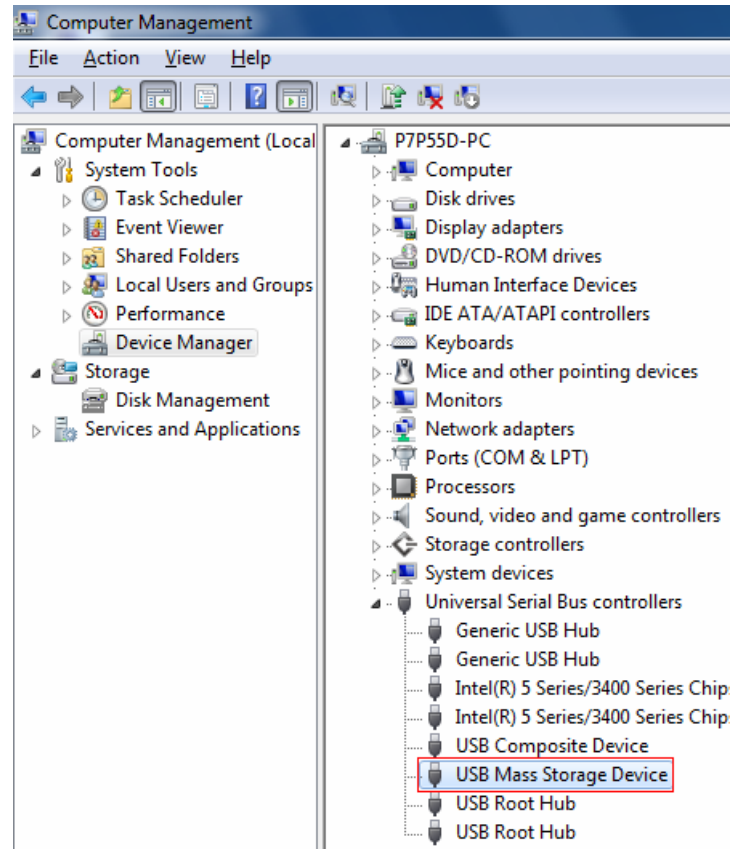 Computer Management
File Action View Help
Computer Management (Local
System Tools
Task Scheduler
Event Viewer
Shared Folders
Local Users and Groups
Performance
Device Manager
Storage
Disk Management
Services and Applications
P7P55D-PC
Computer
Disk drives
Display adapters
DVD/CD-ROM drives
Human Interface Devices
IDE ATA/ATAPI controllers
Keyboards
Mice and other pointing devices
Monitors
Network adapters
Ports (COM & LPT)
Processors
Sound, video and game controllers
Storage controllers
System devices
Universal Serial Bus controllers
Generic USB Hub
Generic USB Hub
Intel(R) 5 Series/3400 Series Chip
Intel(R) 5 Series/3400 Series Chip
USB Composite Device
USB Mass Storage Device
USB Root Hub
USB Root Hub